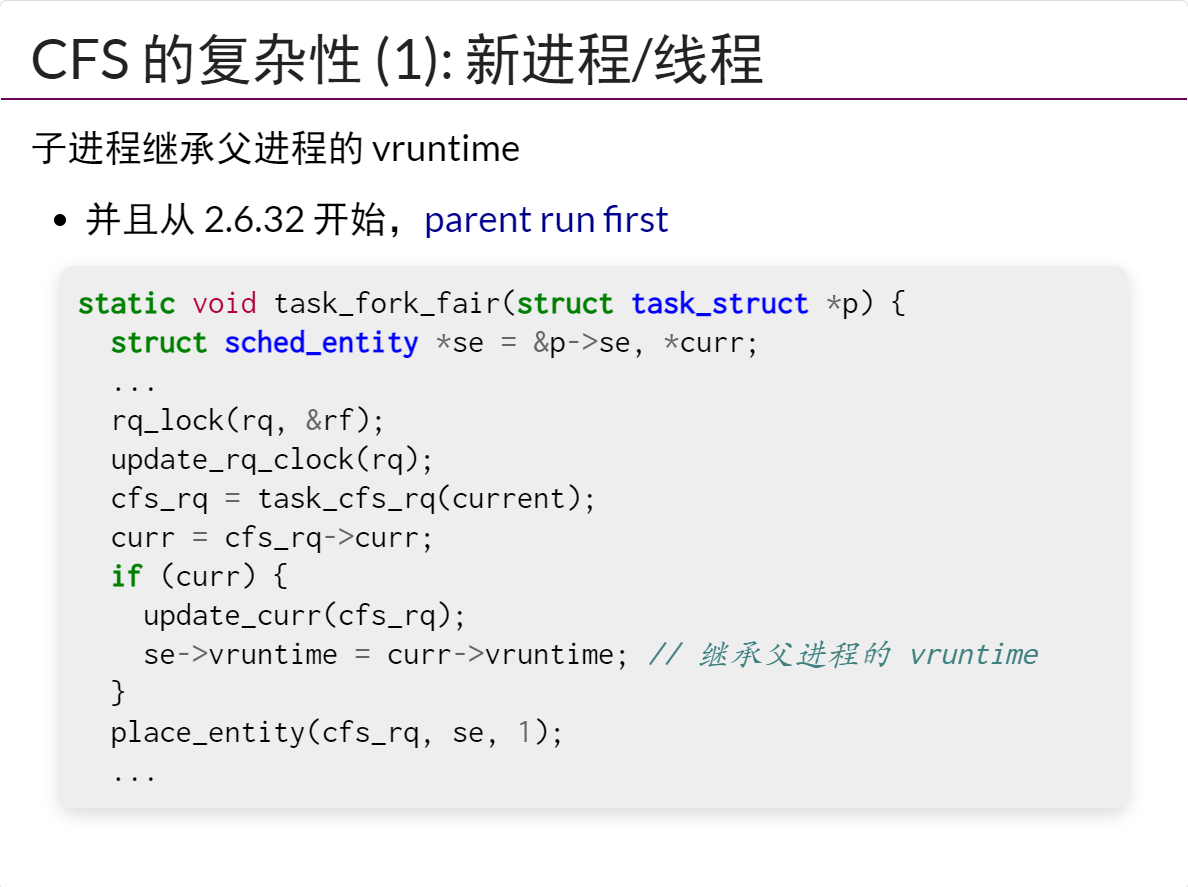 CFS 的复杂性 (1): 新进程/线程
子进程继承父进程的 vruntime
• 并且从 2.6.32 开始，parent run first
static void task_fork_fair(struct task_struct *p) {
  struct sched_entity *se = &p->se, *curr;
  ...
  rq_lock(rq, &rf);
  update_rq_clock(rq);
  cfs_rq = task_cfs_rq(current);
  curr = cfs_rq->curr;
  if (curr) {
    update_curr(cfs_rq);
    se->vruntime = curr->vruntime; // 继承父进程的 vruntime
  }
  place_entity(cfs_rq, se, 1);
  ...